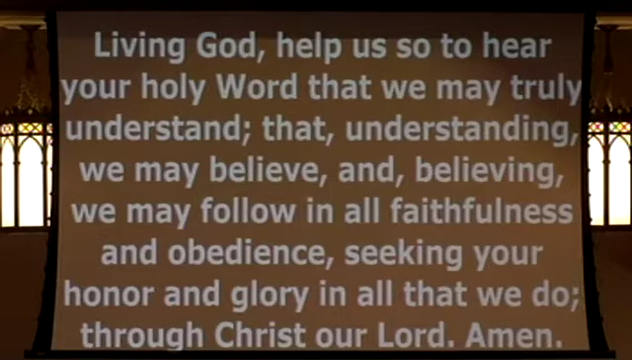 Living God, help us so to hear
your holy Word that we may truly
understand; that, understanding,
we may believe, and, believing,
we may follow in all faithfulness
and obedience, seeking your
honor and glory in all that we do;
through Christ our Lord. Amen.